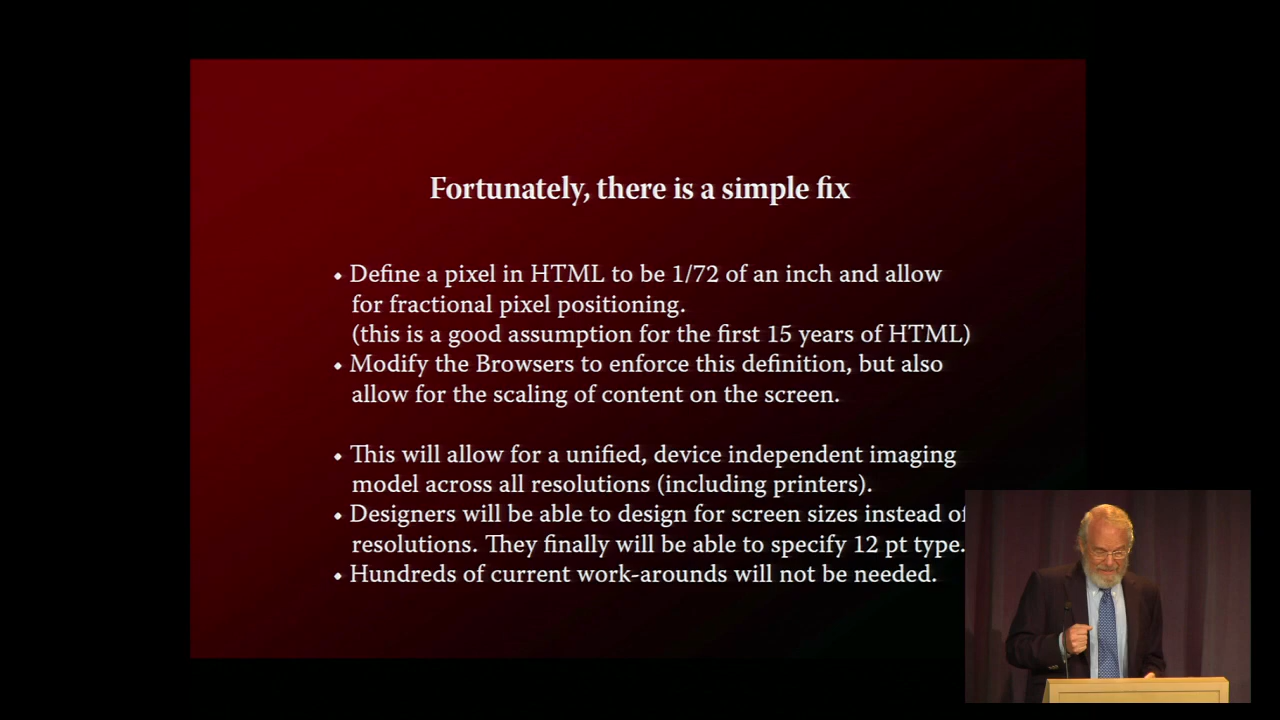 Fortunately, there is a simple fix
• Define a pixel in HTML to be 1/72 of an inch and allow
for fractional pixel positioning.
(this is a good assumption for the first 15 years of HTML)
• Modify the Browsers to enforce this definition, but also
allow for the scaling of content on the screen.
• This will allow for a unified, device independent imaging
model across all resolutions (including printers).
• Designers will be able to design for screen sizes instead of
resolutions. They finally will be able to specify 12 pt type.
• Hundreds of current work-arounds will not be needed.